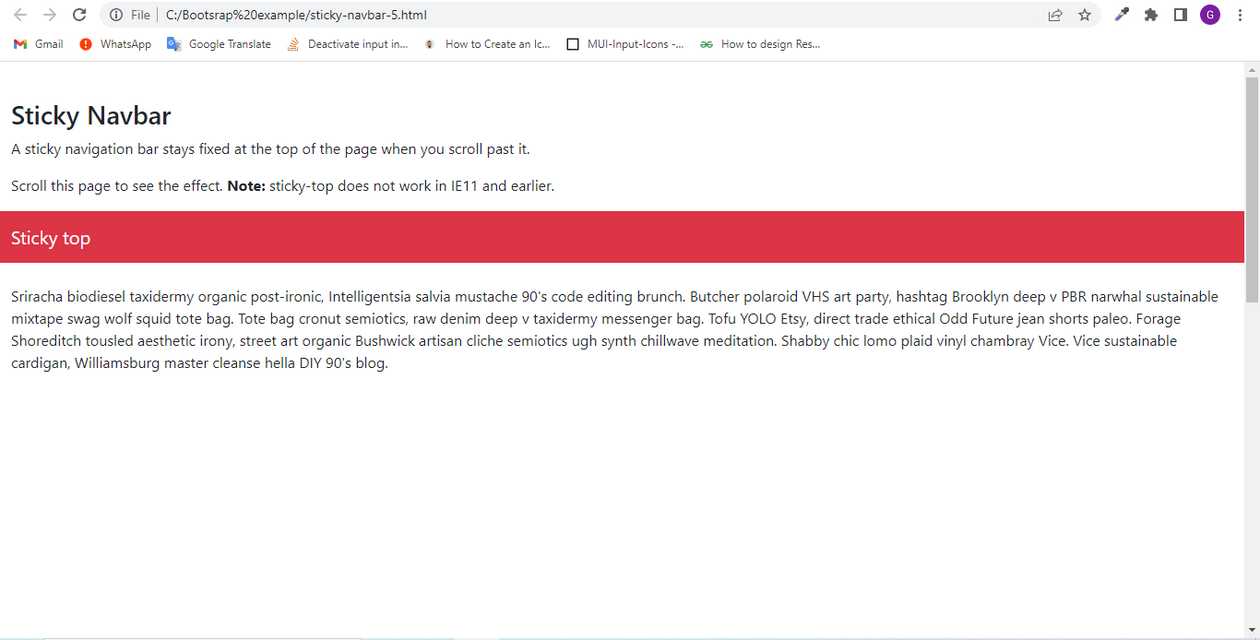 File C:/Bootsrap%20example/sticky-navbar-5.html G
Gmail WhatsApp Google Translate Deactivate input in... How to Create an Ic... MUI-Input-Icons -... How to design Res...
Sticky Navbar
A sticky navigation bar stays fixed at the top of the page when you scroll past it.
Scroll this page to see the effect. Note: sticky-top does not work in IE11 and earlier.
Sticky top
Sriracha biodiesel taxidermy organic post-ironic, Intelligentsia salvia mustache 90's code editing brunch. Butcher polaroid VHS art party, hashtag Brooklyn deep v PBR narwhal sustainable
mixtape swag wolf squid tote bag. Tote bag cronut semiotics, raw denim deep v taxidermy messenger bag. Tofu YOLO Etsy, direct trade ethical Odd Future jean shorts paleo. Forage
Shoreditch tousled aesthetic irony, street art organic Bushwick artisan cliche semiotics ugh synth chillwave meditation. Shabby chic lomo plaid vinyl chambray Vice. Vice sustainable
cardigan, Williamsburg master cleanse hella DIY 90's blog.